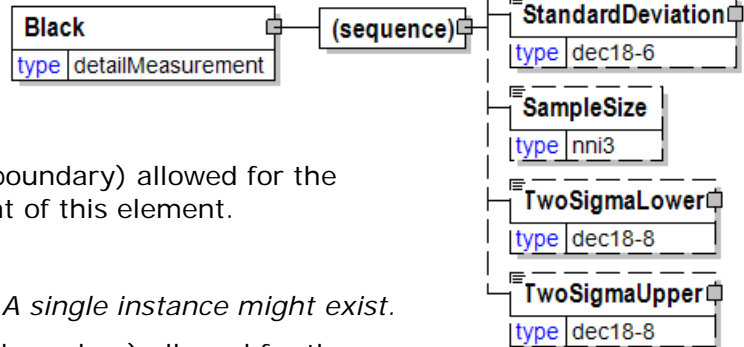 Black
type detailMeasurement
(sequence)
StandardDeviation
type dec18-6
SampleSize
type nni3
TwoSigmaLower
type dec18-8
TwoSigmaUpper
type dec18-8
boundary) allowed for the
nt of this element.
A single instance might exist.